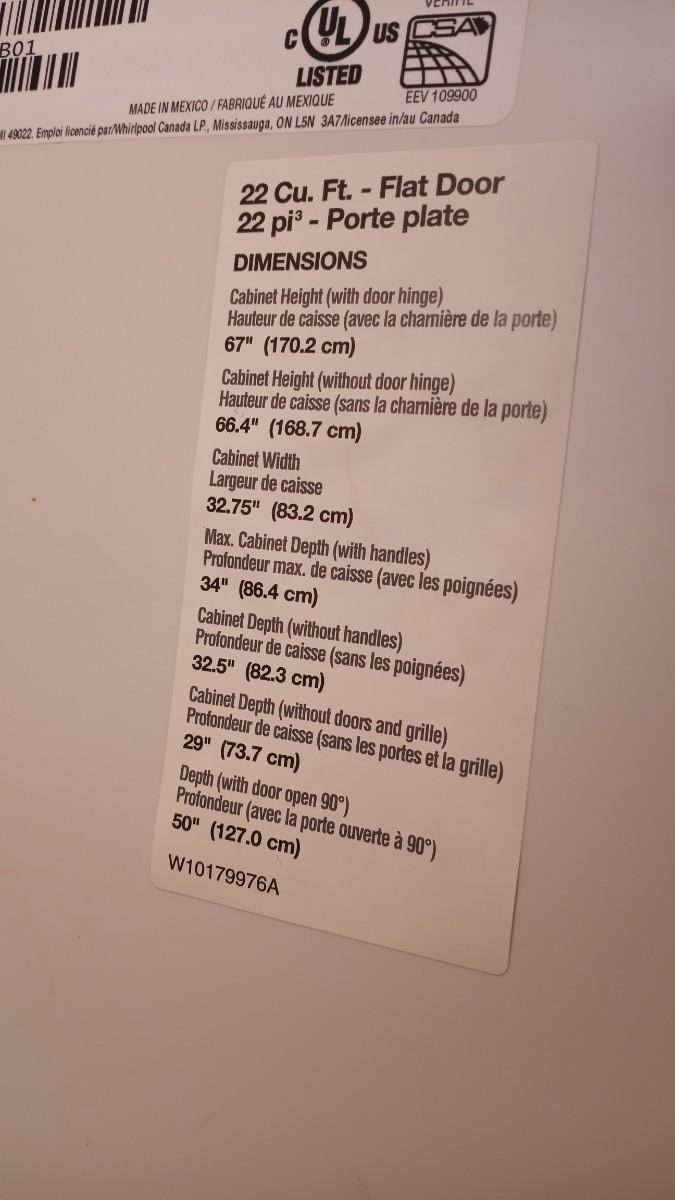 B01
C UL US
LISTED
CSA
EEV 109900
MADE IN MEXICO / FABRIQUÉ AU MEXIQUE
MI 49022. Emploi licencié par/Whirlpool Canada LP., Mississauga, ON L5N 3A7/licensee in/au Canada
22 Cu. Ft. - Flat Door
22 pi³ - Porte plate
DIMENSIONS
Cabinet Height (with door hinge)
Hauteur de caisse (avec la charnière de la porte)
67" (170.2 cm)
Cabinet Height (without door hinge)
Hauteur de caisse (sans la charnière de la porte)
66.4" (168.7 cm)
Cabinet Width
Largeur de caisse
32.75" (83.2 cm)
Max. Cabinet Depth (with handles)
Profondeur max. de caisse (avec les poignées)
34" (86.4 cm)
Cabinet Depth (without handles)
Profondeur de caisse (sans les poignées)
32.5" (82.3 cm)
Cabinet Depth (without doors and grille)
Profondeur de caisse (sans les portes et la grille)
29" (73.7 cm)
Depth (with door open 90°)
Profondeur (avec la porte ouverte à 90°)
50" (127.0 cm)
W10179976A